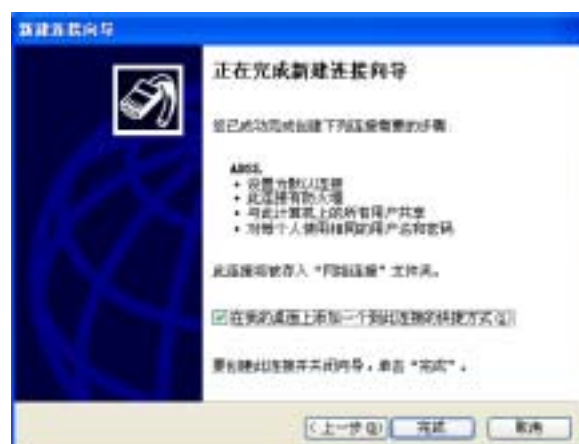 新建连接向导
正在完成新建连接向导
您已成功完成创建下列连接需要的步骤:
ADSL
• 设置为默认连接
• 此连接有防火墙
• 与此计算机上的所有用户共享
• 对每个人使用相同的用户名和密码
此连接将被存入“网络连接”文件夹。
在我的桌面上添加一个到此连接的快捷方式(S)
要创建此连接并关闭向导,单击“完成”。
<上一步(B)
完成
取消